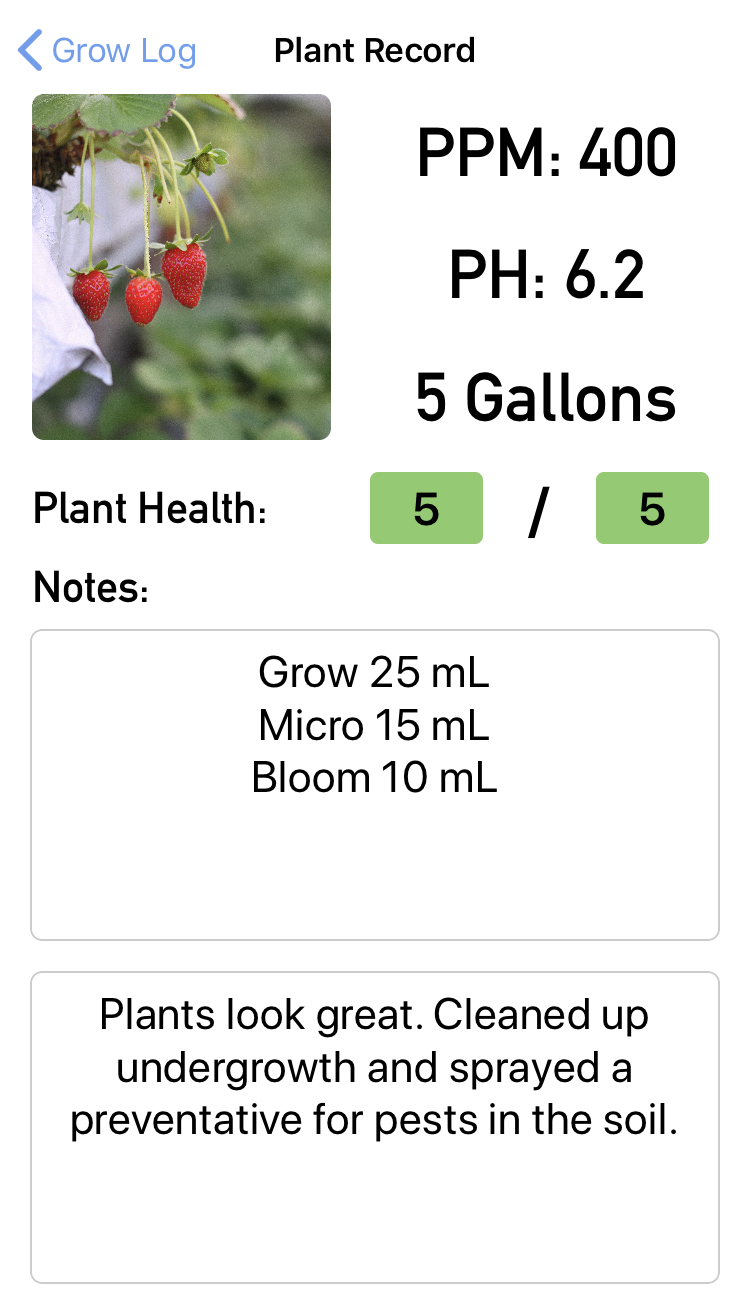 Grow Log
Plant Record
PPM: 400
PH: 6.2
5 Gallons
Plant Health:
5 / 5
Notes:
Grow 25 mL
Micro 15 mL
Bloom 10 mL
Plants look great. Cleaned up
undergrowth and sprayed a
preventative for pests in the soil.